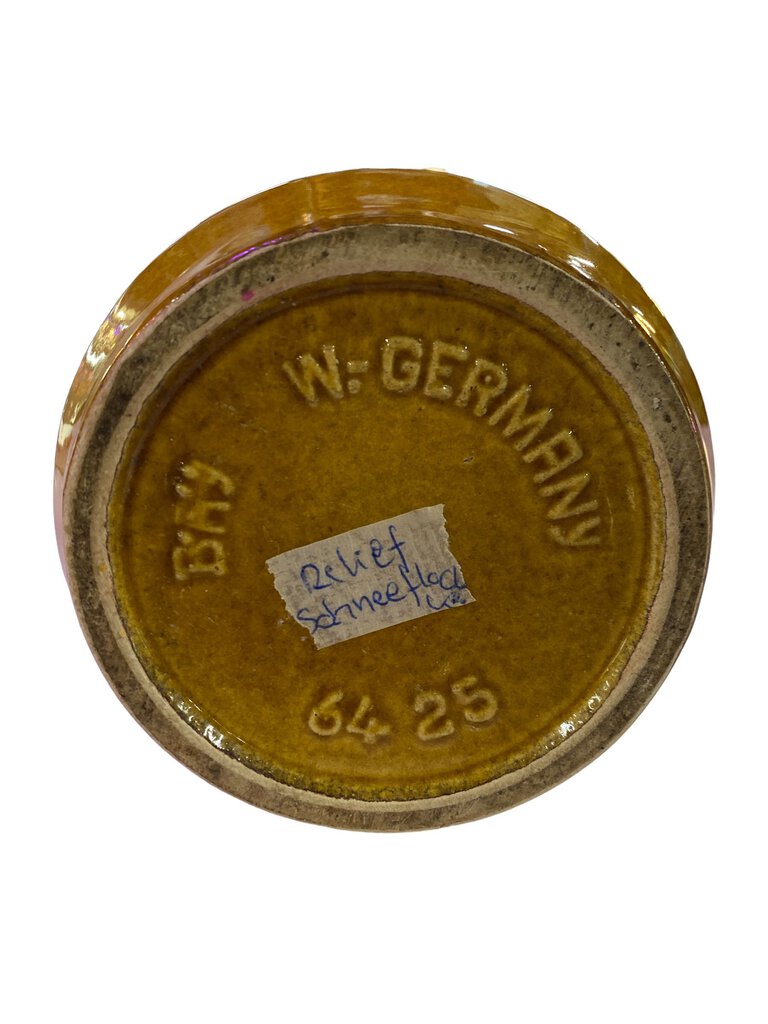 W.-GERMANY
BAY
Relief
Schneeflock
64 25